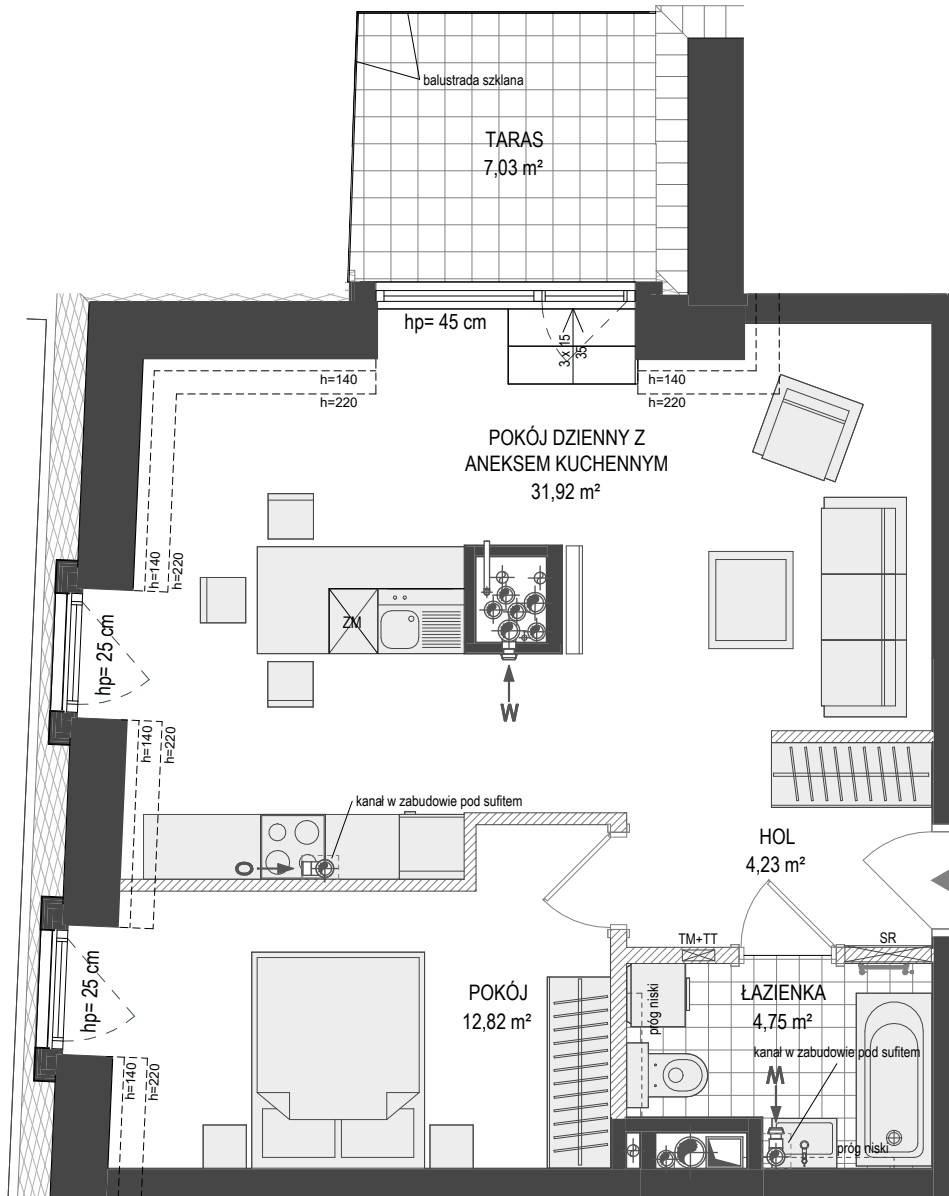 balustrada szklana
TARAS
7,03 m²
hp= 45 cm
3 x 15
35
h=140
h=220
h=140
h=220
POKÓJ DZIENNY Z
ANEKSEM KUCHENNYM
31,92 m²
h=140
h=220
ZM
hp= 25 cm
W
h=140
h=220
kanał w zabudowie pod sufitem
O
HOL
4,23 m²
TM+TT
SR
hp= 25 cm
POKÓJ
12,82 m²
próg niski
ŁAZIENKA
4,75 m²
kanał w zabudowie pod sufitem
W
h=140
h=220
próg niski